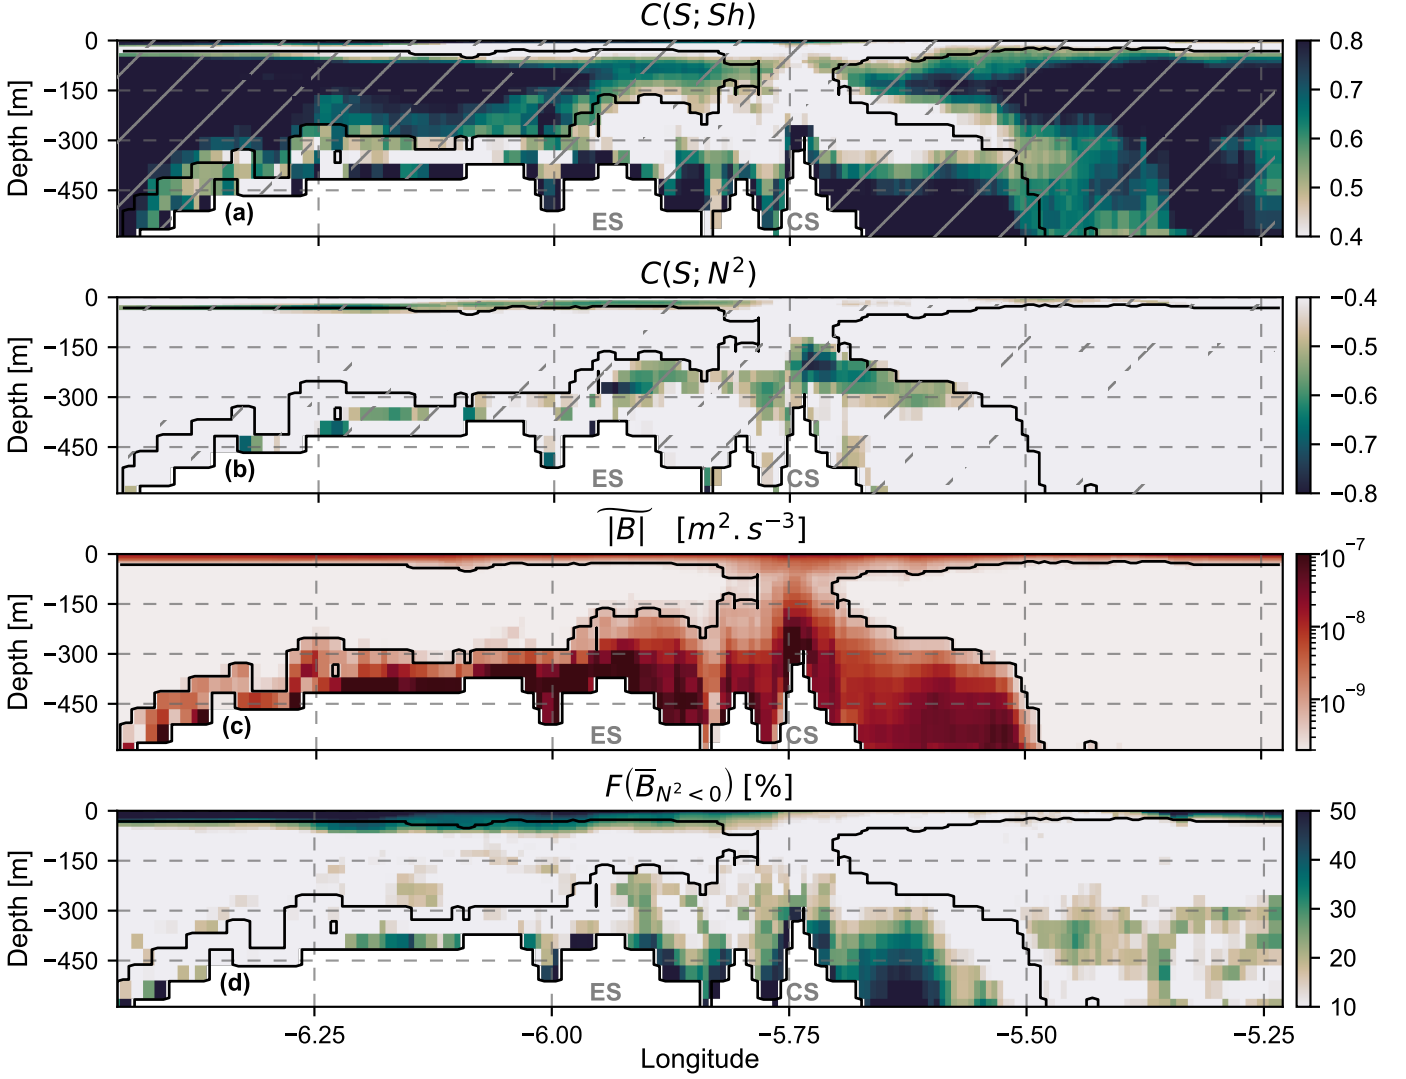 C(S; Sh)
0
−150
−300
−450
Depth [m]
(a)
ES
CS
0.8
0.7
0.6
0.5
0.4
C(S; N²)
0
−150
−300
−450
Depth [m]
(b)
ES
CS
−0.4
−0.5
−0.6
−0.7
−0.8
|B| [m².s⁻³]
0
−150
−300
−450
Depth [m]
(c)
ES
CS
10⁻⁷
10⁻⁸
10⁻⁹
F(B̅_N²<0) [%]
0
−150
−300
−450
Depth [m]
(d)
ES
CS
50
40
30
20
10
−6.25 −6.00 −5.75 −5.50 −5.25
Longitude